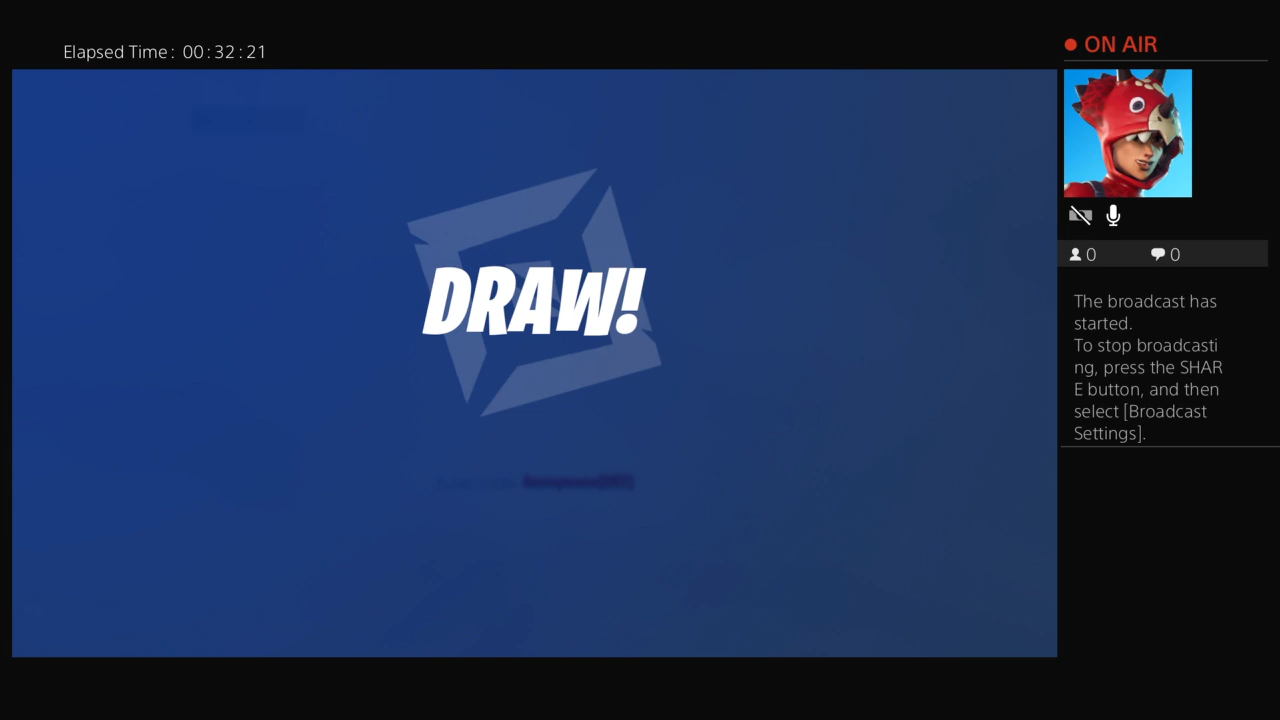 Elapsed Time: 00:32:21
ON AIR
DRAW!
0
0
The broadcast has
started.
To stop broadcasti
ng, press the SHAR
E button, and then
select [Broadcast
Settings].